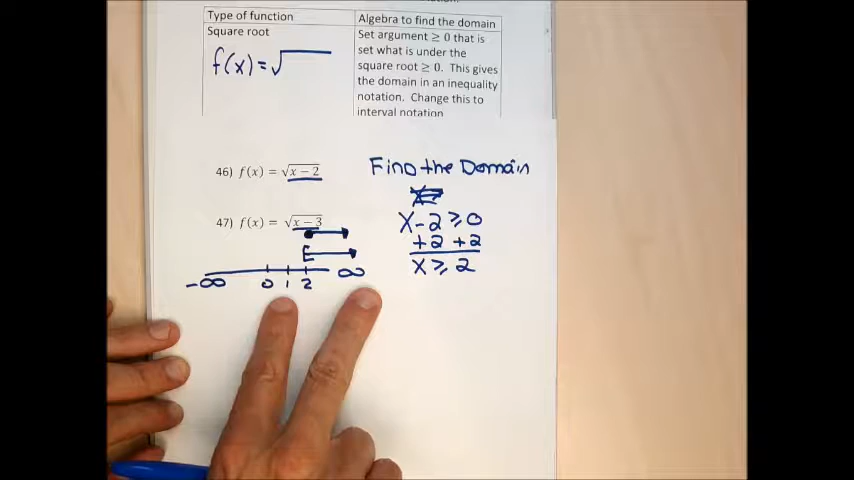 Type of function Algebra to find the domain
Square root Set argument ≥ 0 that is
set what is under the
square root ≥ 0. This gives
the domain in an inequality
notation. Change this to
interval notation
f(x) = √
46) f(x) = √x − 2
Find the Domain
x - 2 ≥ 0
+2 +2
x ≥ 2
47) f(x) = √x − 3
-∞ 0 1 2 ∞